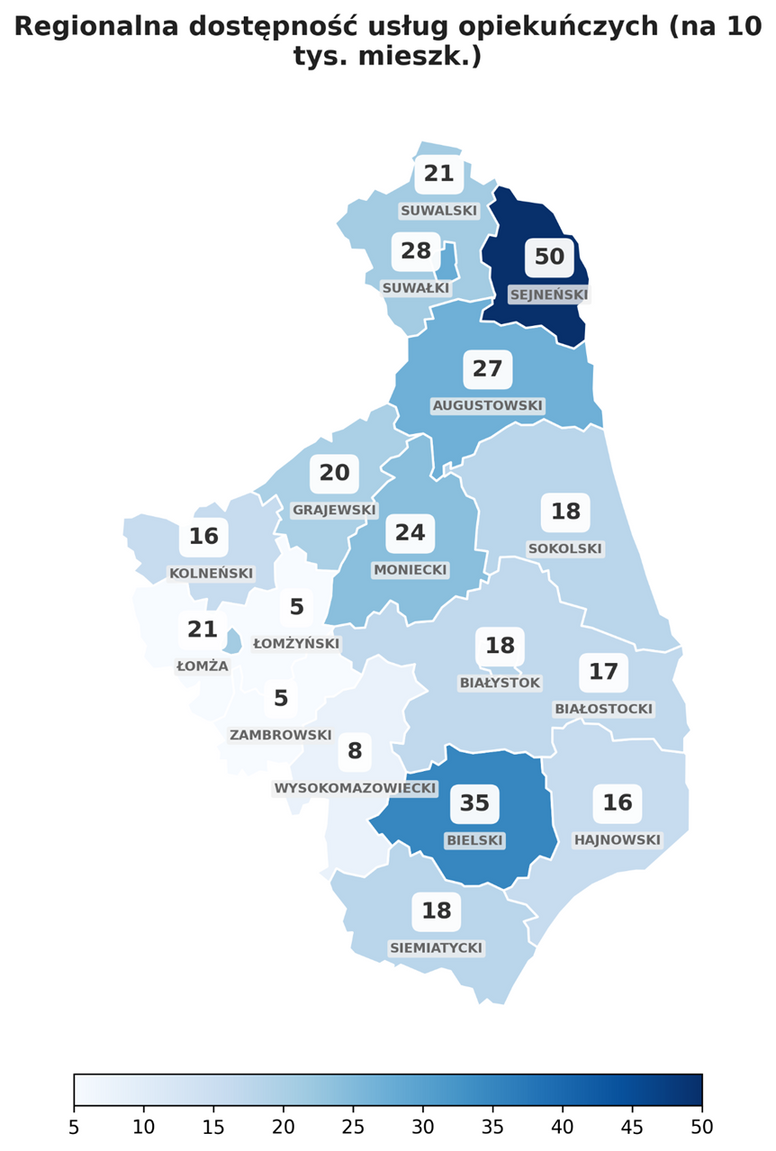 Regionalna dostępność usług opiekuńczych (na 10
tys. mieszk.)
21
SUWALSKI
28
SUWAŁKI
50
SEJNEŃSKI
27
AUGUSTOWSKI
20
GRAJEWSKI
18
SOKOLSKI
16
KOLNEŃSKI
24
MONIECKI
5
ŁOMŻYŃSKI
21
ŁOMŻA
18
BIAŁYSTOK
17
BIAŁOSTOCKI
5
ZAMBROWSKI
8
WYSOKOMAZOWIECKI
35
BIELSKI
16
HAJNOWSKI
18
SIEMIATYCKI
5 10 15 20 25 30 35 40 45 50